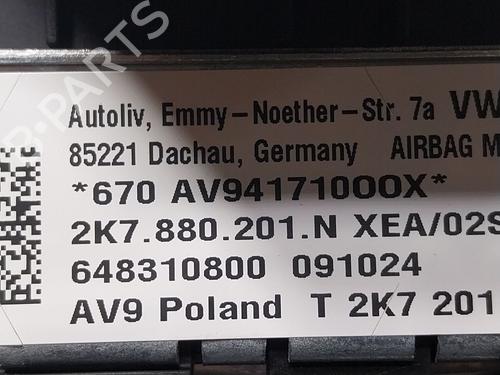 Autoliv, Emmy-Noether-Str. 7a VW
85221 Dachau, Germany AIRBAG M
*670 AV94171000X*
2K7.880.201.N XEA/02S
648310800 091024
AV9 Poland T 2K7 201
B-PARTS